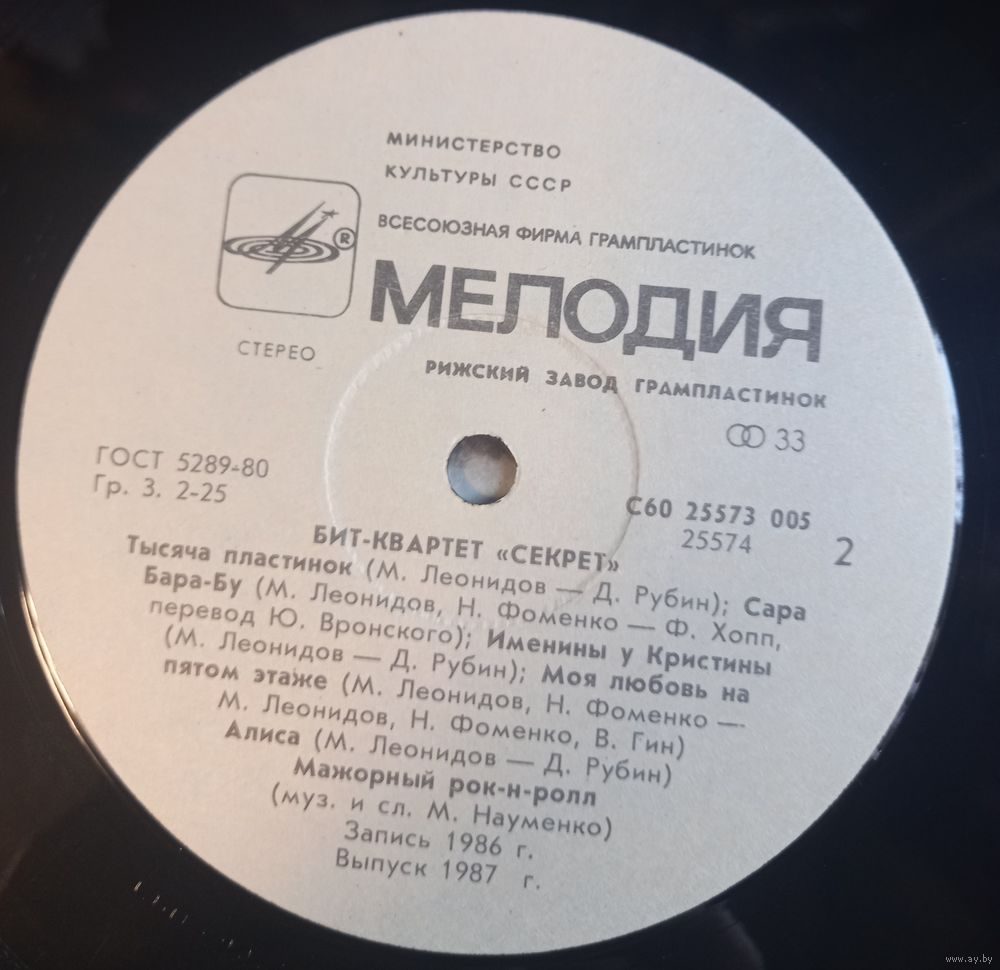 МИНИСТЕРСТВО
КУЛЬТУРЫ СССР
ВСЕСОЮЗНАЯ ФИРМА ГРАМПЛАСТИНОК
МЕЛОДИЯ
®
СТЕРЕО
РИЖСКИЙ ЗАВОД ГРАМПЛАСТИНОК
33
ГОСТ 5289-80
Гр. 3. 2-25
С60 25573 005
25574
2
БИТ-КВАРТЕТ «СЕКРЕТ»
Тысяча пластинок (М. Леонидов — Д. Рубин); Сара
Бара-Бу (М. Леонидов, Н. Фоменко — Ф. Хопп,
перевод Ю. Вронского); Именины у Кристины
(М. Леонидов — Д. Рубин); Моя любовь на
пятом этаже (М. Леонидов, Н. Фоменко —
М. Леонидов, Н. Фоменко, В. Гин)
Алиса (М. Леонидов — Д. Рубин)
Мажорный рок-н-ролл
(муз. и сл. М. Науменко)
Запись 1986 г.
Выпуск 1987 г.
www.ay.by